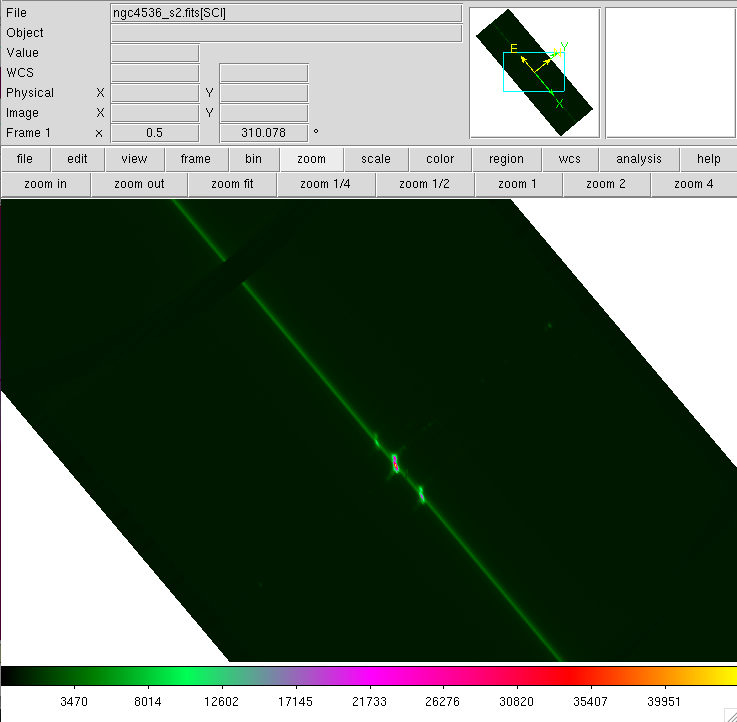 File ngc4536_s2.fits[SCI]
Object
Value
WCS
Physical X Y
Image X Y
Frame 1 x 0.5 310.078 °
E N Y
X
file edit view frame bin zoom scale color region wcs analysis help
zoom in zoom out zoom fit zoom 1/4 zoom 1/2 zoom 1 zoom 2 zoom 4
3470 8014 12602 17145 21733 26276 30820 35407 39951